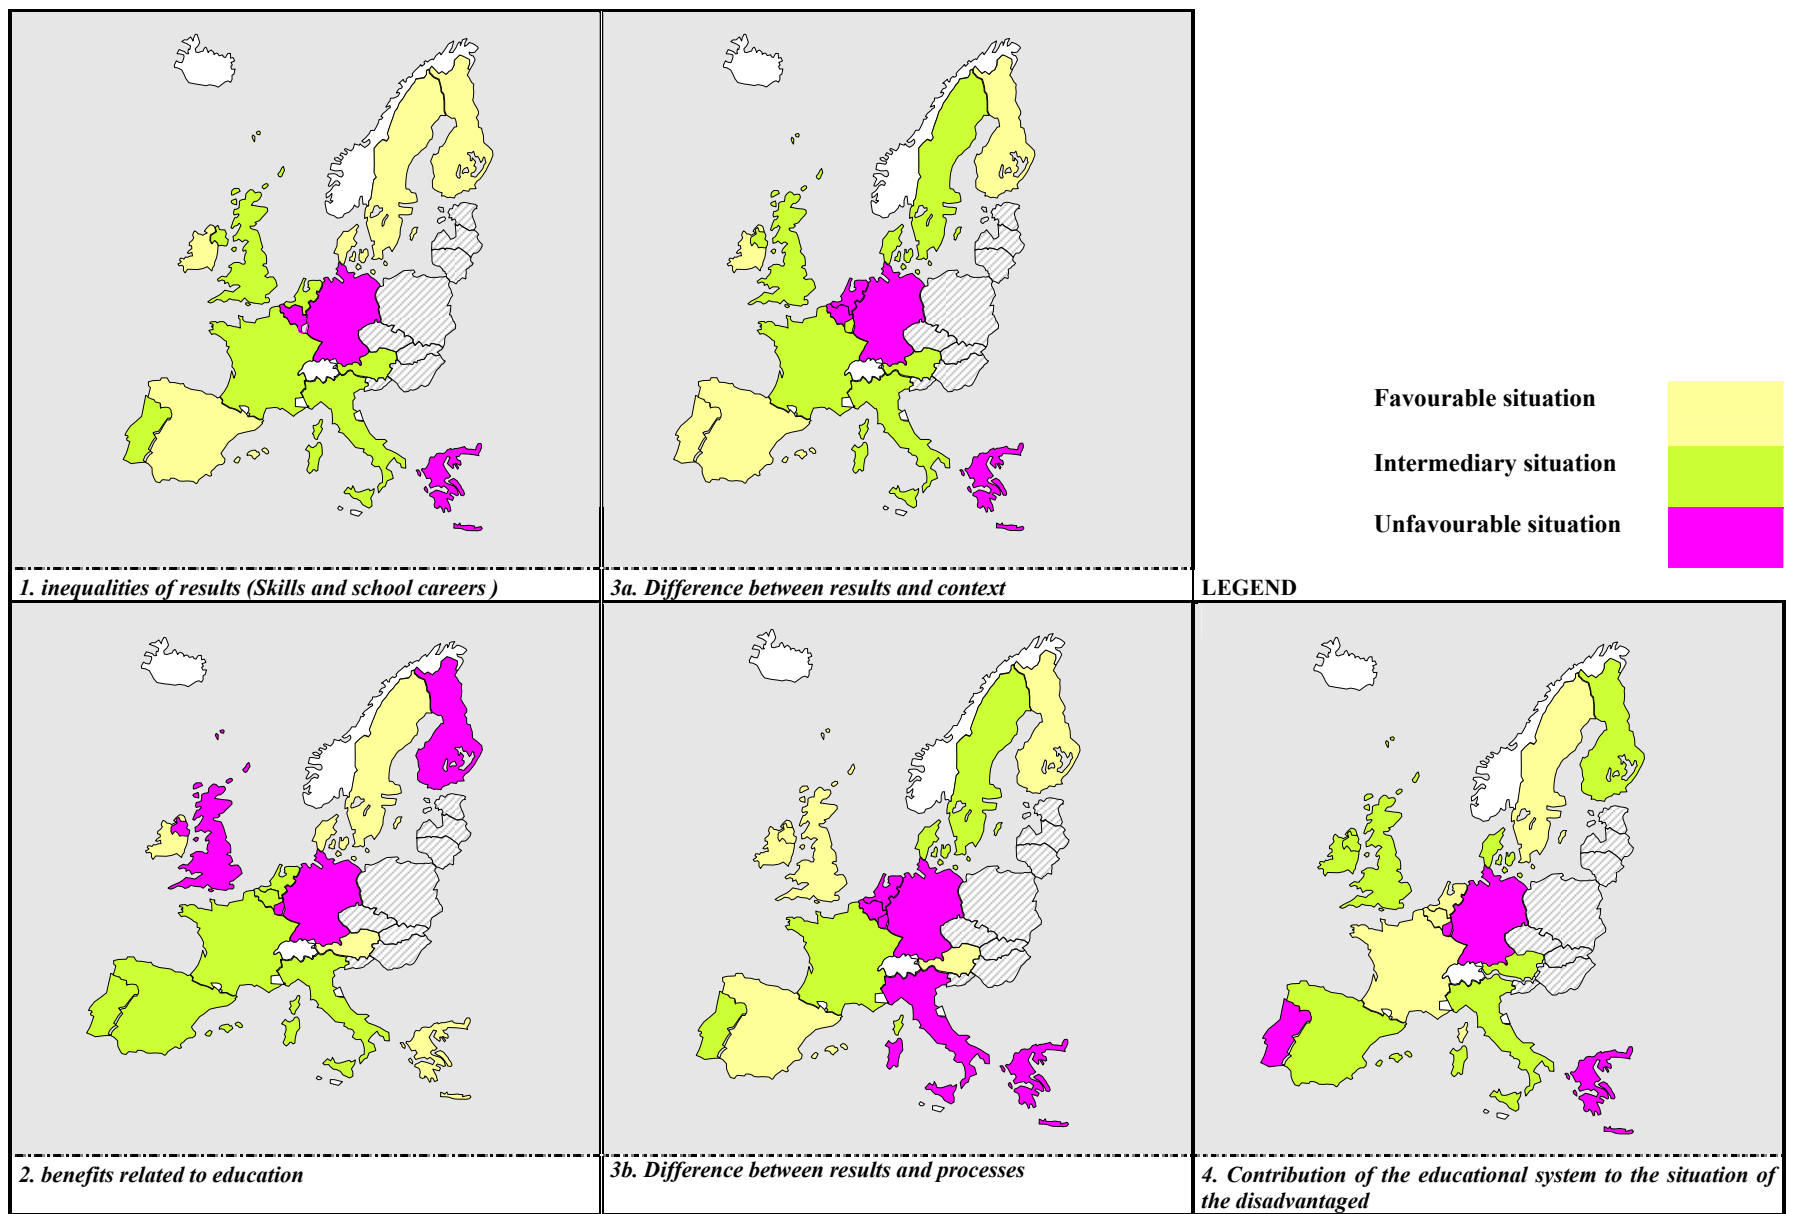 Favourable situation
Intermediary situation
Unfavourable situation
1. inequalities of results (Skills and school careers )
3a. Difference between results and context
LEGEND
2. benefits related to education
3b. Difference between results and processes
4. Contribution of the educational system to the situation of
the disadvantaged